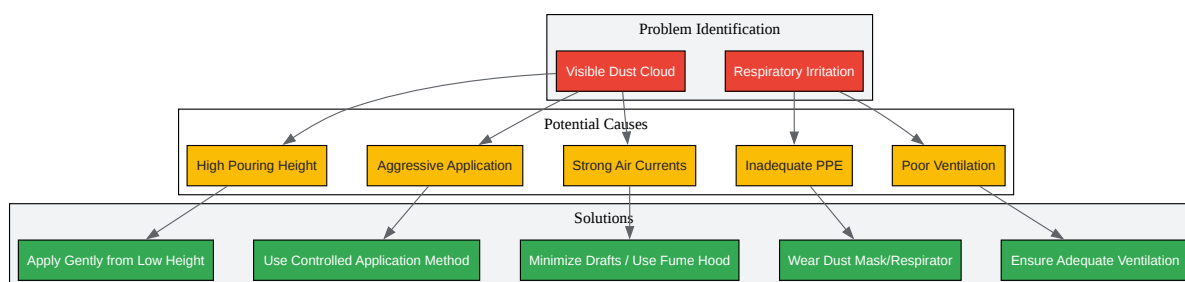 Problem Identification
Visible Dust Cloud
Respiratory Irritation
Potential Causes
High Pouring Height
Aggressive Application
Strong Air Currents
Inadequate PPE
Poor Ventilation
Solutions
Apply Gently from Low Height
Use Controlled Application Method
Minimize Drafts / Use Fume Hood
Wear Dust Mask/Respirator
Ensure Adequate Ventilation